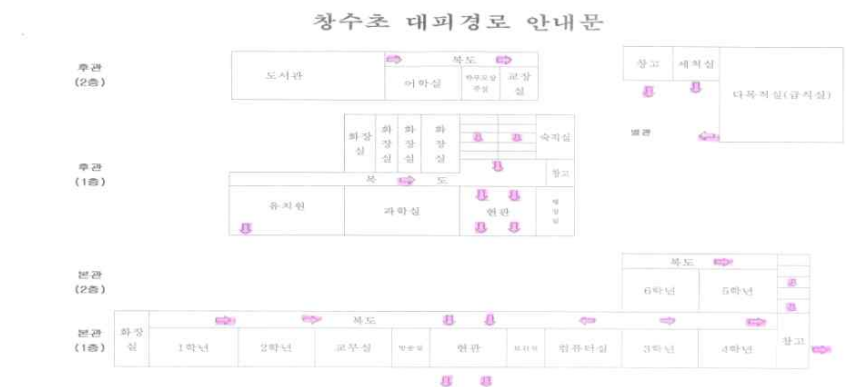 창수초 대피경로 안내문
후관
(2층)
도서관
복도
어학실
교장
실
창고
세척실
다목적실(급식실)
별관
후관
(1층)
화장
실
화
장
실
화
장
실
화
장
실
숙직실
창고
복 도
유치원
과학실
현관
본관
(2층)
복도
6학년
5학년
본관
(1층)
화장
실
복도
1학년
2학년
교무실
방송실
현관
컴퓨터실
3학년
4학년
창고